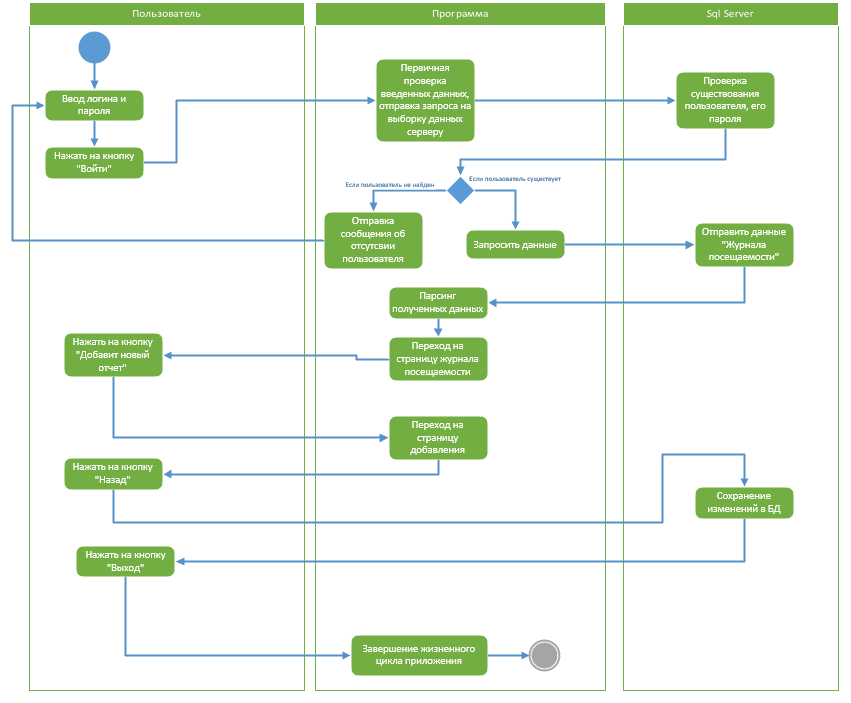 Пользователь
Программа
Sql Server
Ввод логина и
пароля
Нажать на кнопку
"Войти"
Первичная
проверка
введенных данных,
отправка запроса на
выборку данных
серверу
Проверка
существования
пользователя, его
пароля
Если пользователь не найден
Если пользователь существует
Отправка
сообщения об
отсутсвии
пользователя
Запросить данные
Отправить данные
"Журнала
посещаемости"
Парсинг
полученных данных
Переход на
страницу журнала
посещаемости
Нажать на кнопку
"Добавит новый
отчет"
Переход на
страницу
добавления
Нажать на кнопку
"Назад"
Сохранение
изменений в БД
Нажать на кнопку
"Выход"
Завершение жизненного
цикла приложения